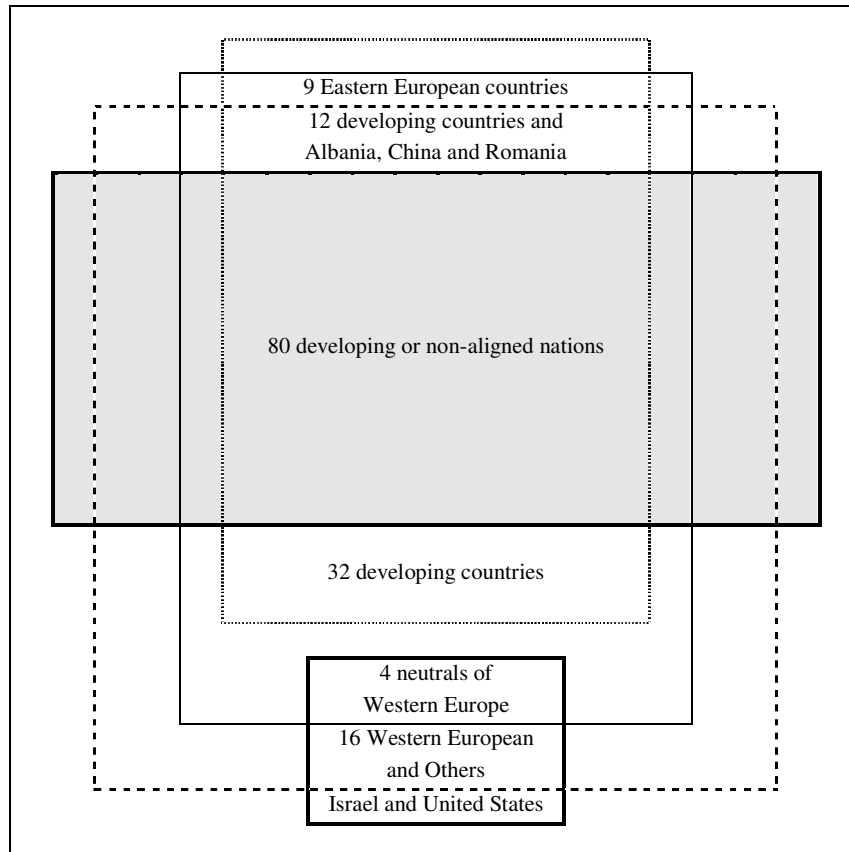 9 Eastern European countries
12 developing countries and
Albania, China and Romania
80 developing or non-aligned nations
32 developing countries
4 neutrals of
Western Europe
16 Western European
and Others
Israel and United States